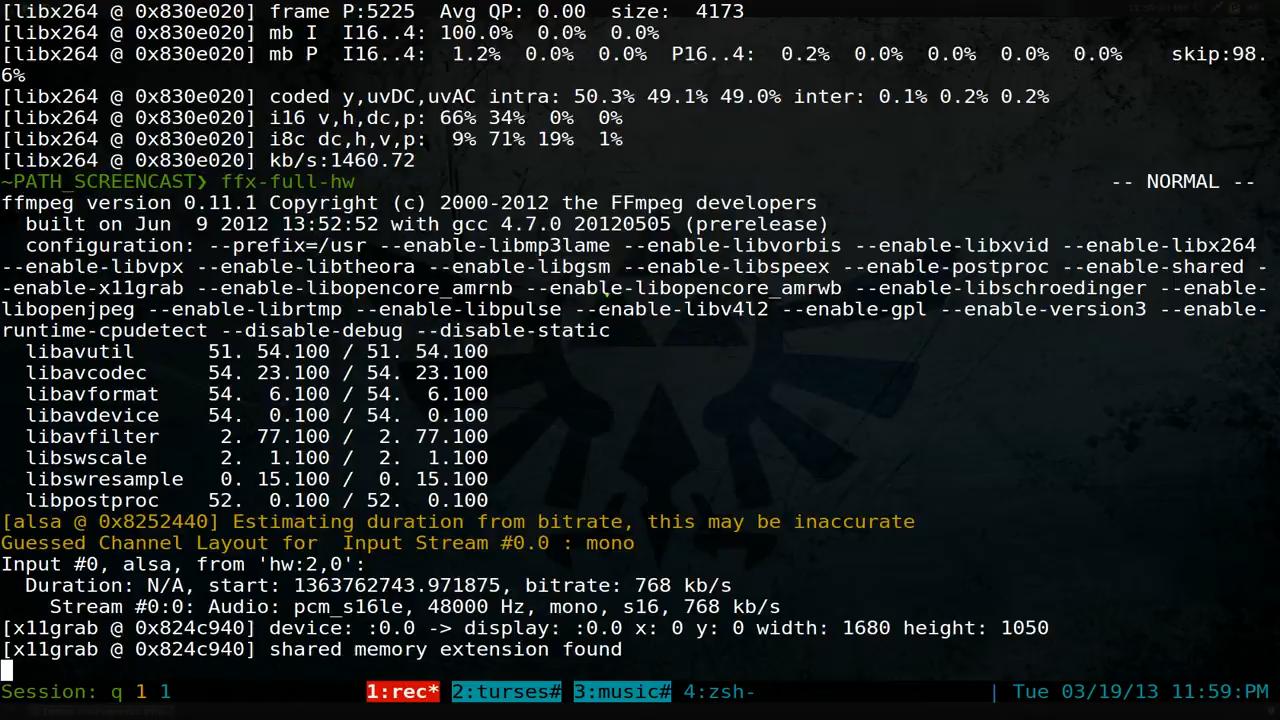 [libx264 @ 0x830e020] frame P:5225  Avg QP: 0.00  size:  4173
[libx264 @ 0x830e020] mb I  I16..4: 100.0%  0.0%  0.0%
[libx264 @ 0x830e020] mb P  I16..4:  1.2%  0.0%  0.0%  P16..4:  0.2%  0.0%  0.0%  0.0%  0.0%    skip:98.
6%
[libx264 @ 0x830e020] coded y,uvDC,uvAC intra: 50.3% 49.1% 49.0% inter: 0.1% 0.2% 0.2%
[libx264 @ 0x830e020] i16 v,h,dc,p: 66% 34%  0%  0%
[libx264 @ 0x830e020] i8c dc,h,v,p:  9% 71% 19%  1%
[libx264 @ 0x830e020] kb/s:1460.72
~PATH_SCREENCAST❯ ffx-full-hw -- NORMAL --
ffmpeg version 0.11.1 Copyright (c) 2000-2012 the FFmpeg developers
  built on Jun  9 2012 13:52:52 with gcc 4.7.0 20120505 (prerelease)
  configuration: --prefix=/usr --enable-libmp3lame --enable-libvorbis --enable-libxvid --enable-libx264
--enable-libvpx --enable-libtheora --enable-libgsm --enable-libspeex --enable-postproc --enable-shared -
-enable-x11grab --enable-libopencore_amrnb --enable-libopencore_amrwb --enable-libschroedinger --enable-
libopenjpeg --enable-librtmp --enable-libpulse --enable-libv4l2 --enable-gpl --enable-version3 --enable-
runtime-cpudetect --disable-debug --disable-static
  libavutil      51. 54.100 / 51. 54.100
  libavcodec     54. 23.100 / 54. 23.100
  libavformat    54.  6.100 / 54.  6.100
  libavdevice    54.  0.100 / 54.  0.100
  libavfilter     2. 77.100 /  2. 77.100
  libswscale      2.  1.100 /  2.  1.100
  libswresample   0. 15.100 /  0. 15.100
  libpostproc    52.  0.100 / 52.  0.100
[alsa @ 0x8252440] Estimating duration from bitrate, this may be inaccurate
Guessed Channel Layout for  Input Stream #0.0 : mono
Input #0, alsa, from 'hw:2,0':
  Duration: N/A, start: 1363762743.971875, bitrate: 768 kb/s
    Stream #0:0: Audio: pcm_s16le, 48000 Hz, mono, s16, 768 kb/s
[x11grab @ 0x824c940] device: :0.0 -> display: :0.0 x: 0 y: 0 width: 1680 height: 1050
[x11grab @ 0x824c940] shared memory extension found
Session: q 1 1 1:rec* 2:turses# 3:music# 4:zsh- | Tue 03/19/13 11:59PM